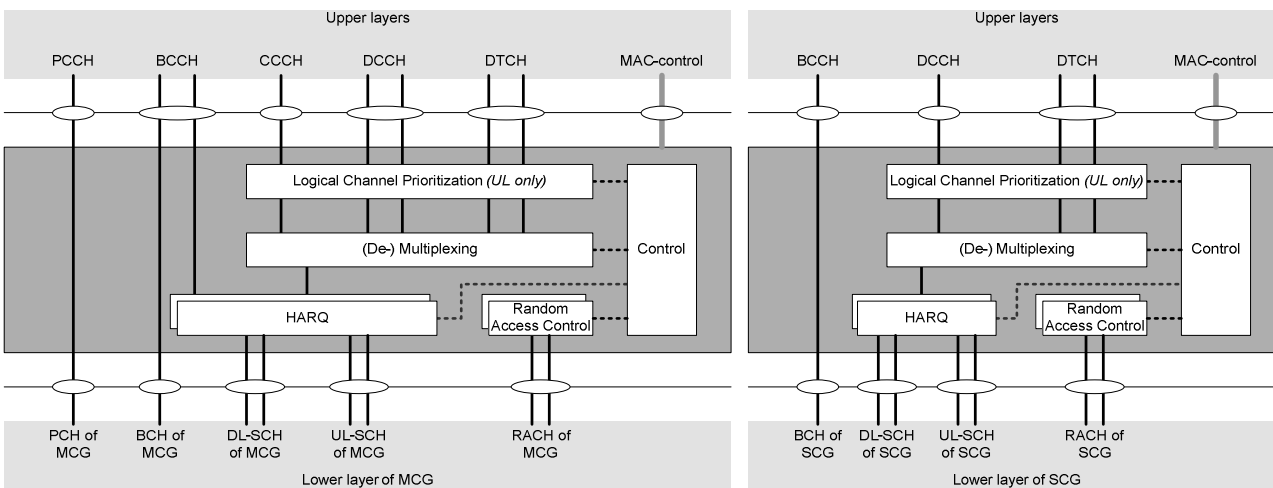 Upper layers
PCCH BCCH CCCH DCCH DTCH MAC-control
Logical Channel Prioritization (UL only)
(De-) Multiplexing
Control
HARQ
Random
Access Control
PCH of
MCG
BCH of
MCG
DL-SCH
of MCG
UL-SCH
of MCG
RACH of
MCG
Lower layer of MCG
Upper layers
BCCH DCCH DTCH MAC-control
Logical Channel Prioritization (UL only)
(De-) Multiplexing
Control
HARQ
Random
Access Control
BCH of
SCG
DL-SCH
of SCG
UL-SCH
of SCG
RACH of
SCG
Lower layer of SCG